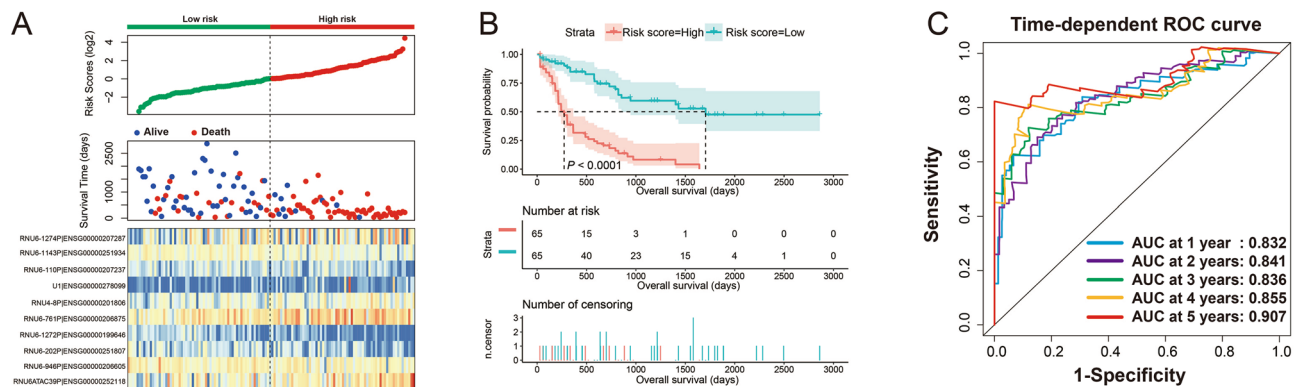 A
Low risk
High risk
Risk Scores (log2)
4
2
0
−2
Alive
Death
Survival Time (days)
2500
1500
500
0
RNU6-1274P|ENSG00000207287
RNU6-1143P|ENSG00000251934
RNU6-110P|ENSG00000207237
U1|ENSG00000278099
RNU4-8P|ENSG00000201806
RNU6-761P|ENSG00000206875
RNU6-1272P|ENSG00000199646
RNU6-202P|ENSG00000251807
RNU6-946P|ENSG00000206605
RNU6ATAC39P|ENSG00000252118
B
Strata
Risk score=High
Risk score=Low
Survival probability
1.00
0.75
0.50
0.25
0.00
P < 0.0001
0 500 1000 1500 2000 2500 3000
Overall survival (days)
Number at risk
Strata
65 15 3 1 0 0 0
65 40 23 15 4 1 0
0 500 1000 1500 2000 2500 3000
Overall survival (days)
Number of censoring
n.censor
3
2
1
0
0 500 1000 1500 2000 2500 3000
Overall survival (days)
C
Time-dependent ROC curve
Sensitivity
1.0
0.8
0.6
0.4
0.2
0.0
AUC at 1 year : 0.832
AUC at 2 years: 0.841
AUC at 3 years: 0.836
AUC at 4 years: 0.855
AUC at 5 years: 0.907
0.0 0.2 0.4 0.6 0.8 1.0
1-Specificity